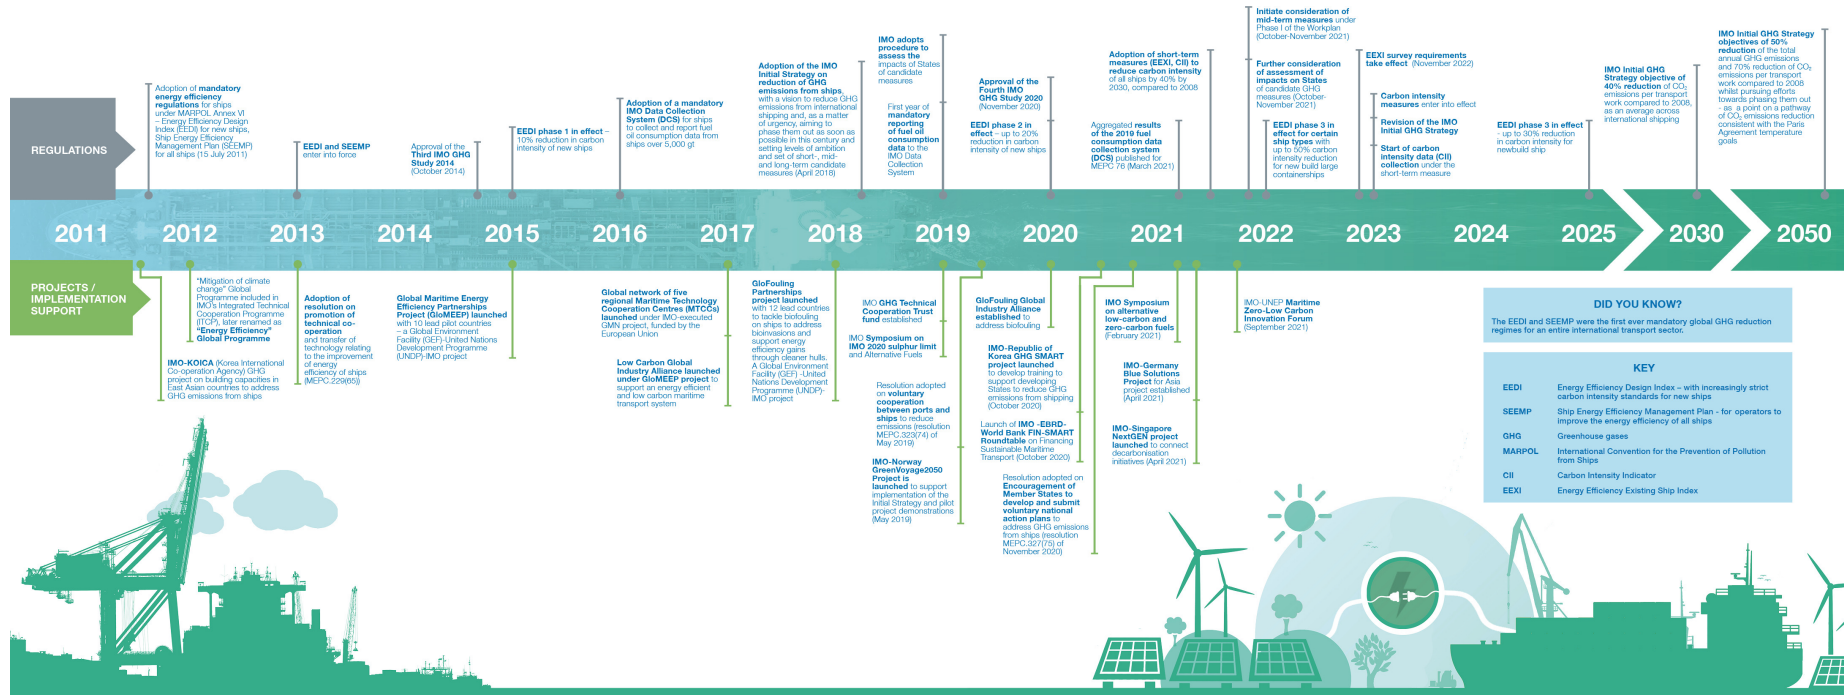 REGULATIONS
Adoption of mandatory
energy efficiency
regulations for ships
under MARPOL Annex VI
– Energy Efficiency Design
Index (EEDI) for new ships,
Ship Energy Efficiency
Management Plan (SEEMP)
for all ships (15 July 2011)
EEDI and SEEMP
enter into force
Approval of the
Third IMO GHG
Study 2014
(October 2014)
EEDI phase 1 in effect –
10% reduction in carbon
intensity of new ships
Adoption of a mandatory
IMO Data Collection
System (DCS) for ships
to collect and report fuel
oil consumption data from
ships over 5,000 gt
Adoption of the IMO
Initial Strategy on
reduction of GHG
emissions from ships,
with a vision to reduce GHG
emissions from international
shipping and, as a matter
of urgency, aiming to
phase them out as soon as
possible in this century and
setting levels of ambition
and set of short-, mid-
and long-term candidate
measures (April 2018)
IMO adopts
procedure to
assess the
impacts of States
of candidate
measures
First year of
mandatory
reporting
of fuel oil
consumption
data to the
IMO Data
Collection
System
Approval of the
Fourth IMO
GHG Study 2020
(November 2020)
EEDI phase 2 in
effect – up to 20%
reduction in carbon
intensity of new ships
Adoption of short-term
measures (EEXI, CII) to
reduce carbon intensity
of all ships by 40% by
2030, compared to 2008
Aggregated results
of the 2019 fuel
consumption data
collection system
(DCS) published for
MEPC 76 (March 2021)
Initiate consideration of
mid-term measures under
Phase I of the Workplan
(October-November 2021)
Further consideration
of assessment of
impacts on States
of candidate GHG
measures (October-
November 2021)
EEDI phase 3 in effect
for certain
ship types with
up to 50% carbon
intensity reduction
for new build large
containerships
EEXI survey requirements
take effect (November 2022)
Carbon intensity
measures enter into effect
Revision of the IMO
Initial GHG Strategy
Start of carbon
intensity data (CII)
collection under the
short-term measure
EEDI phase 3 in effect
- up to 30% reduction
in carbon intensity for
newbuild ship
IMO Initial GHG
Strategy objective of
40% reduction of CO₂
emissions per transport
work compared to 2008,
as an average across
international shipping
IMO Initial GHG Strategy
objectives of 50%
reduction of the total
annual GHG emissions
and 70% reduction of CO₂
emissions per transport
work compared to 2008
whilst pursuing efforts
towards phasing them out
- as a point on a pathway
of CO₂ emissions reduction
consistent with the Paris
Agreement temperature
goals
2011 2012 2013 2014 2015 2016 2017 2018 2019 2020 2021 2022 2023 2024 2025 2030 2050
PROJECTS /
IMPLEMENTATION
SUPPORT
"Mitigation of climate
change" Global
Programme included in
IMO's Integrated Technical
Cooperation Programme
(ITCP), later renamed as
"Energy Efficiency"
Global Programme
IMO-KOICA (Korea International
Co-operation Agency) GHG
project on building capacities in
East Asian countries to address
GHG emissions from ships
Adoption of
resolution on
promotion of
technical co-
operation
and transfer of
technology relating
to the improvement
of energy
efficiency of ships
(MEPC.229(65))
Global Maritime Energy
Efficiency Partnerships
Project (GloMEEP) launched
with 10 lead pilot countries
– a Global Environment
Facility (GEF)-United Nations
Development Programme
(UNDP)-IMO project
Global network of five
regional Maritime Technology
Cooperation Centres (MTCCs)
launched under IMO-executed
GMN project, funded by the
European Union
Low Carbon Global
Industry Alliance launched
under GloMEEP project to
support an energy efficient
and low carbon maritime
transport system
GloFouling
Partnerships
project launched
with 12 lead countries
to tackle biofouling
on ships to address
bioinvasions and
support energy
efficiency gains
through cleaner hulls.
A Global Environment
Facility (GEF) -United
Nations Development
Programme (UNDP)-
IMO project
IMO GHG Technical
Cooperation Trust
fund established
IMO Symposium on
IMO 2020 sulphur limit
and Alternative Fuels
Resolution adopted
on voluntary
cooperation
between ports and
ships to reduce
emissions (resolution
MEPC.323(74) of
May 2019)
IMO-Norway
GreenVoyage2050
Project is
launched to support
implementation of the
Initial Strategy and pilot
project demonstrations
(May 2019)
GloFouling Global
Industry Alliance
established to
address biofouling
IMO-Republic of
Korea GHG SMART
project launched
to develop training to
support developing
States to reduce GHG
emissions from shipping
(October 2020)
Launch of IMO -EBRD-
World Bank FIN-SMART
Roundtable on Financing
Sustainable Maritime
Transport (October 2020)
Resolution adopted on
Encouragement of
Member States to
develop and submit
voluntary national
action plans to
address GHG emissions
from ships (resolution
MEPC.327(75) of
November 2020)
IMO Symposium
on alternative
low-carbon and
zero-carbon fuels
(February 2021)
IMO-Germany
Blue Solutions
Project for Asia
project established
(April 2021)
IMO-Singapore
NextGEN project
launched to connect
decarbonisation
initiatives (April 2021)
IMO-UNEP Maritime
Zero-Low Carbon
Innovation Forum
(September 2021)
DID YOU KNOW?
The EEDI and SEEMP were the first ever mandatory global GHG reduction
regimes for an entire international transport sector.
KEY
EEDI Energy Efficiency Design Index – with increasingly strict
carbon intensity standards for new ships
SEEMP Ship Energy Efficiency Management Plan - for operators to
improve the energy efficiency of all ships
GHG Greenhouse gases
MARPOL International Convention for the Prevention of Pollution
from Ships
CII Carbon Intensity Indicator
EEXI Energy Efficiency Existing Ship Index